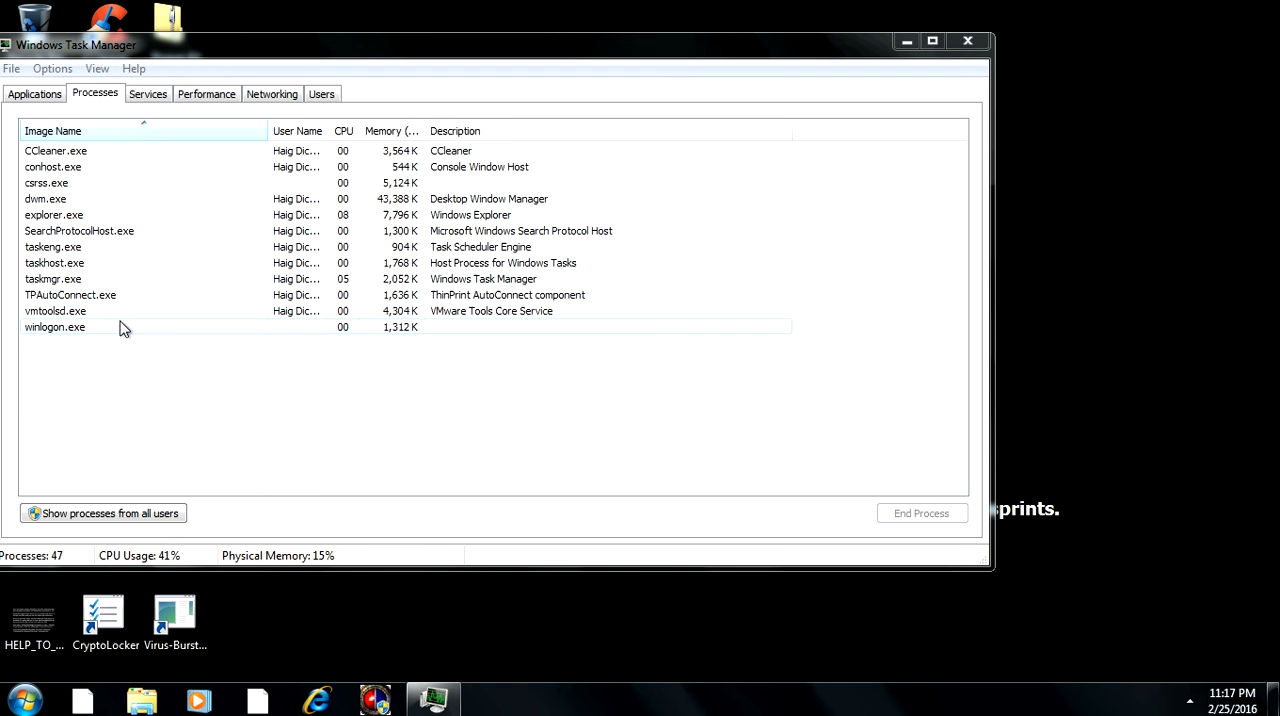 Windows Task Manager
File Options View Help
Applications Processes Services Performance Networking Users
Image Name User Name CPU Memory (... Description
CCleaner.exe Haig Dic... 00 3,564 K CCleaner
conhost.exe Haig Dic... 00 544 K Console Window Host
csrss.exe 00 5,124 K
dwm.exe Haig Dic... 00 43,388 K Desktop Window Manager
explorer.exe Haig Dic... 08 7,796 K Windows Explorer
SearchProtocolHost.exe Haig Dic... 00 1,300 K Microsoft Windows Search Protocol Host
taskeng.exe Haig Dic... 00 904 K Task Scheduler Engine
taskhost.exe Haig Dic... 00 1,768 K Host Process for Windows Tasks
taskmgr.exe Haig Dic... 05 2,052 K Windows Task Manager
TPAutoConnect.exe Haig Dic... 00 1,636 K ThinPrint AutoConnect component
vmtoolsd.exe Haig Dic... 00 4,304 K VMware Tools Core Service
winlogon.exe 00 1,312 K
Show processes from all users End Process
sprints.
Processes: 47 CPU Usage: 41% Physical Memory: 15%
HELP_TO_... CryptoLocker Virus-Burst...
11:17 PM
2/25/2016